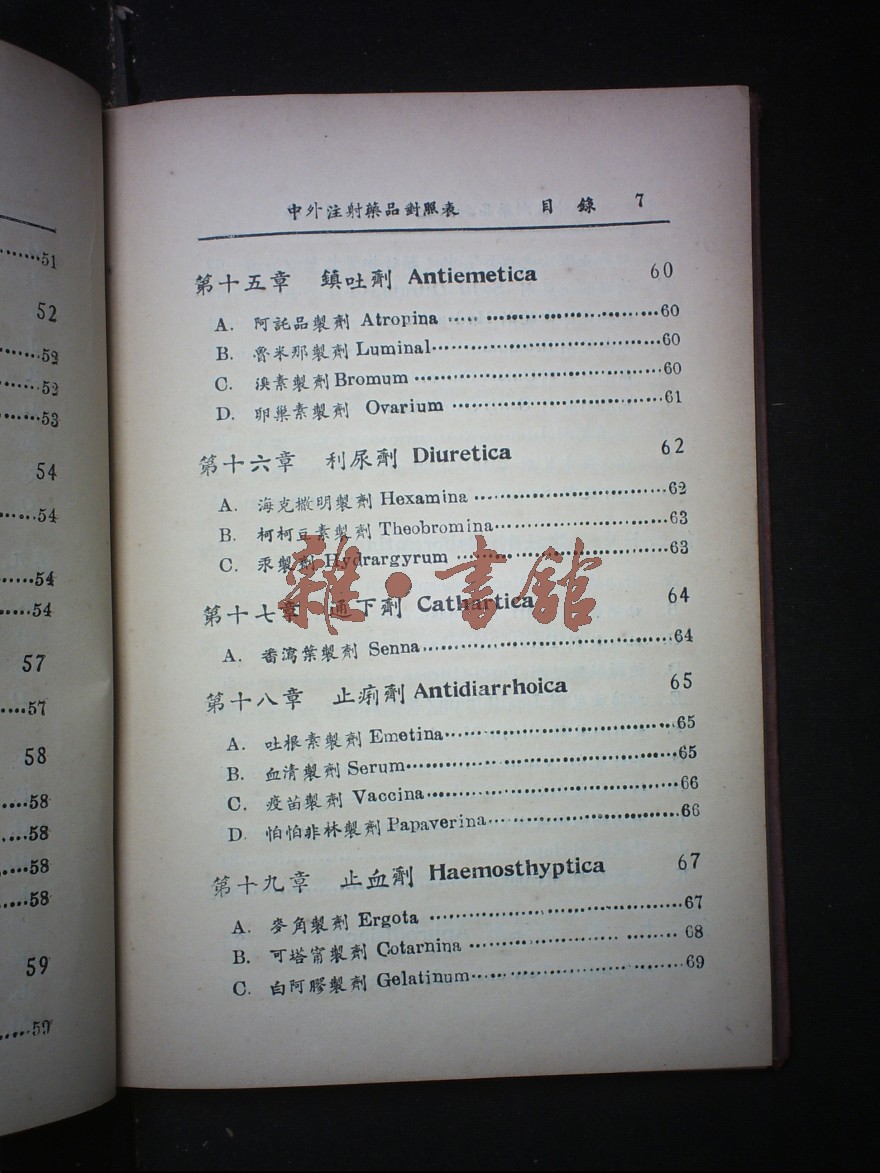 ……51
52
……52
……52
……53
54
……54
……54
……54
57
……57
58
……58
……58
……58
……58
59
……59
中外注射藥品對照表 目錄 7
第十五章 鎮吐劑 Antiemetica 60
A. 阿託品製劑 Atropina ……60
B. 魯米那製劑 Luminal……60
C. 溴素製劑 Bromum ……60
D. 卵巢素製劑 Ovarium ……61
第十六章 利尿劑 Diuretica 62
A. 海克撒明製劑 Hexamina ……62
B. 柯柯豆素製劑 Theobromina……63
C. 汞製劑 Hydrargyrum ……63
第十七章 通下劑 Cathartica 64
A. 番瀉葉製劑 Senna……64
第十八章 止痢劑 Antidiarrhoica 65
A. 吐根素製劑 Emetina……65
B. 血清製劑 Serum……65
C. 疫苗製劑 Vaccina……66
D. 怕怕非林製劑 Papaverina……66
第十九章 止血劑 Haemosthyptica 67
A. 麥角製劑 Ergota ……67
B. 可塔甯製劑 Cotarnina ……68
C. 白阿膠製劑 Gelatinum……69
雜·書館